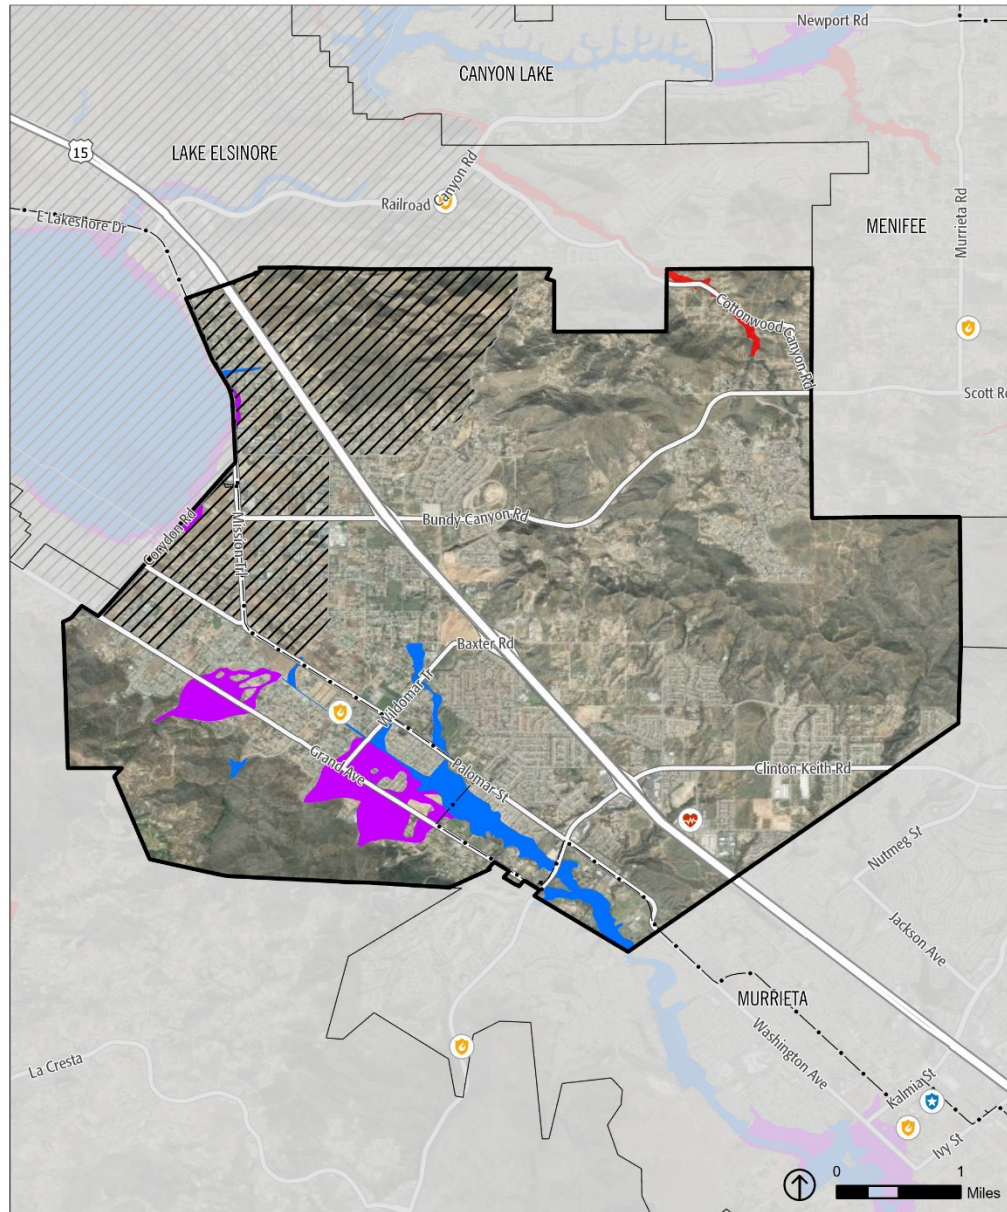 Newport Rd
CANYON LAKE
15
LAKE ELSINORE
Railroad Canyon Rd
Murrieta Rd
E Lakeshore Dr
MENIFEE
Cottonwood Canyon Rd
Scott Rd
Corydon Rd
Mission Trl
Bundy Canyon Rd
Baxter Rd
Wildomar Tr
Grand Ave
Palomar St
Clinton Keith Rd
Nutmeg St
Jackson Ave
MURRIETA
Washington Ave
La Cresta
Kalmia St
Ivy St
0 1
Miles